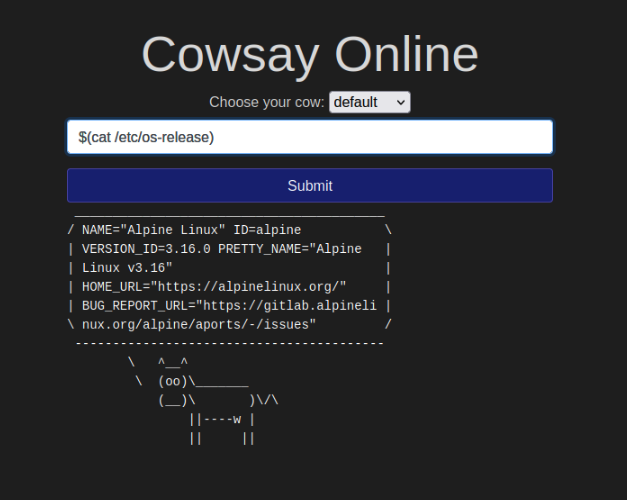 Cowsay Online
Choose your cow: default
$(cat /etc/os-release)
Submit
 _________________________________________
/ NAME="Alpine Linux" ID=alpine           \
| VERSION_ID=3.16.0 PRETTY_NAME="Alpine   |
| Linux v3.16"                            |
| HOME_URL="https://alpinelinux.org/"     |
| BUG_REPORT_URL="https://gitlab.alpineli |
\ nux.org/alpine/aports/-/issues"         /
 -----------------------------------------
        \   ^__^
         \  (oo)\_______
            (__)\       )\/\
                ||----w |
                ||     ||